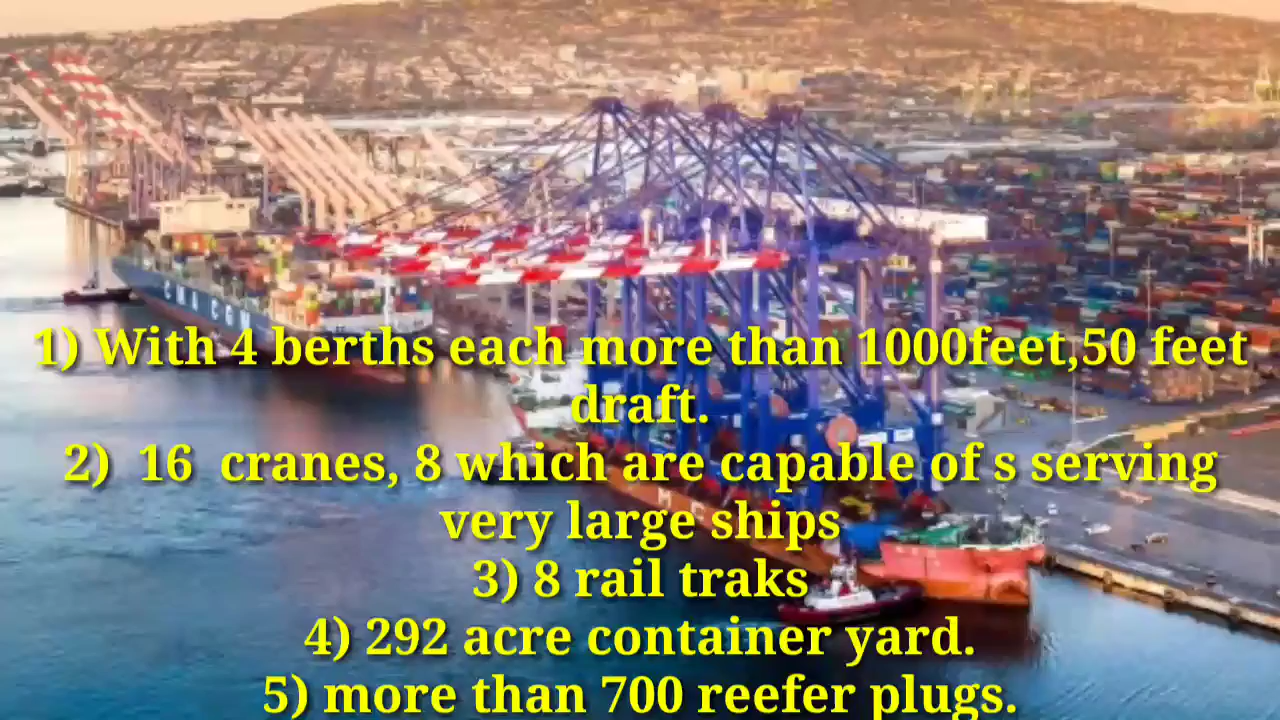 CMA CGM
1) With 4 berths each more than 1000feet,50 feet
draft.
2)  16  cranes, 8 which are capable of s serving
very large ships
3) 8 rail traks
4) 292 acre container yard.
5) more than 700 reefer plugs.